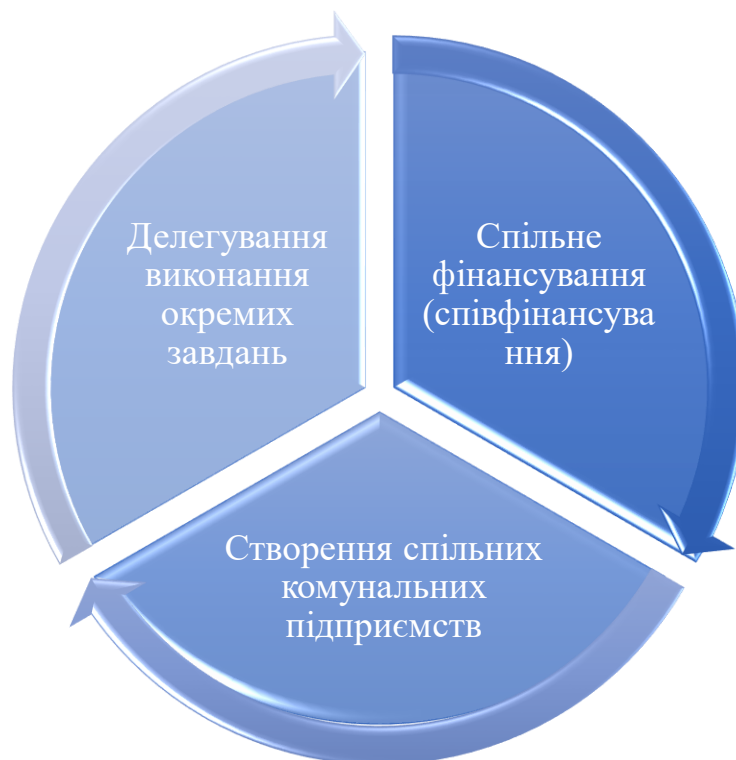 Делегування
виконання
окремих
завдань
Спільне
фінансування
(співфінансува
ння)
Створення спільних
комунальних
підприємств